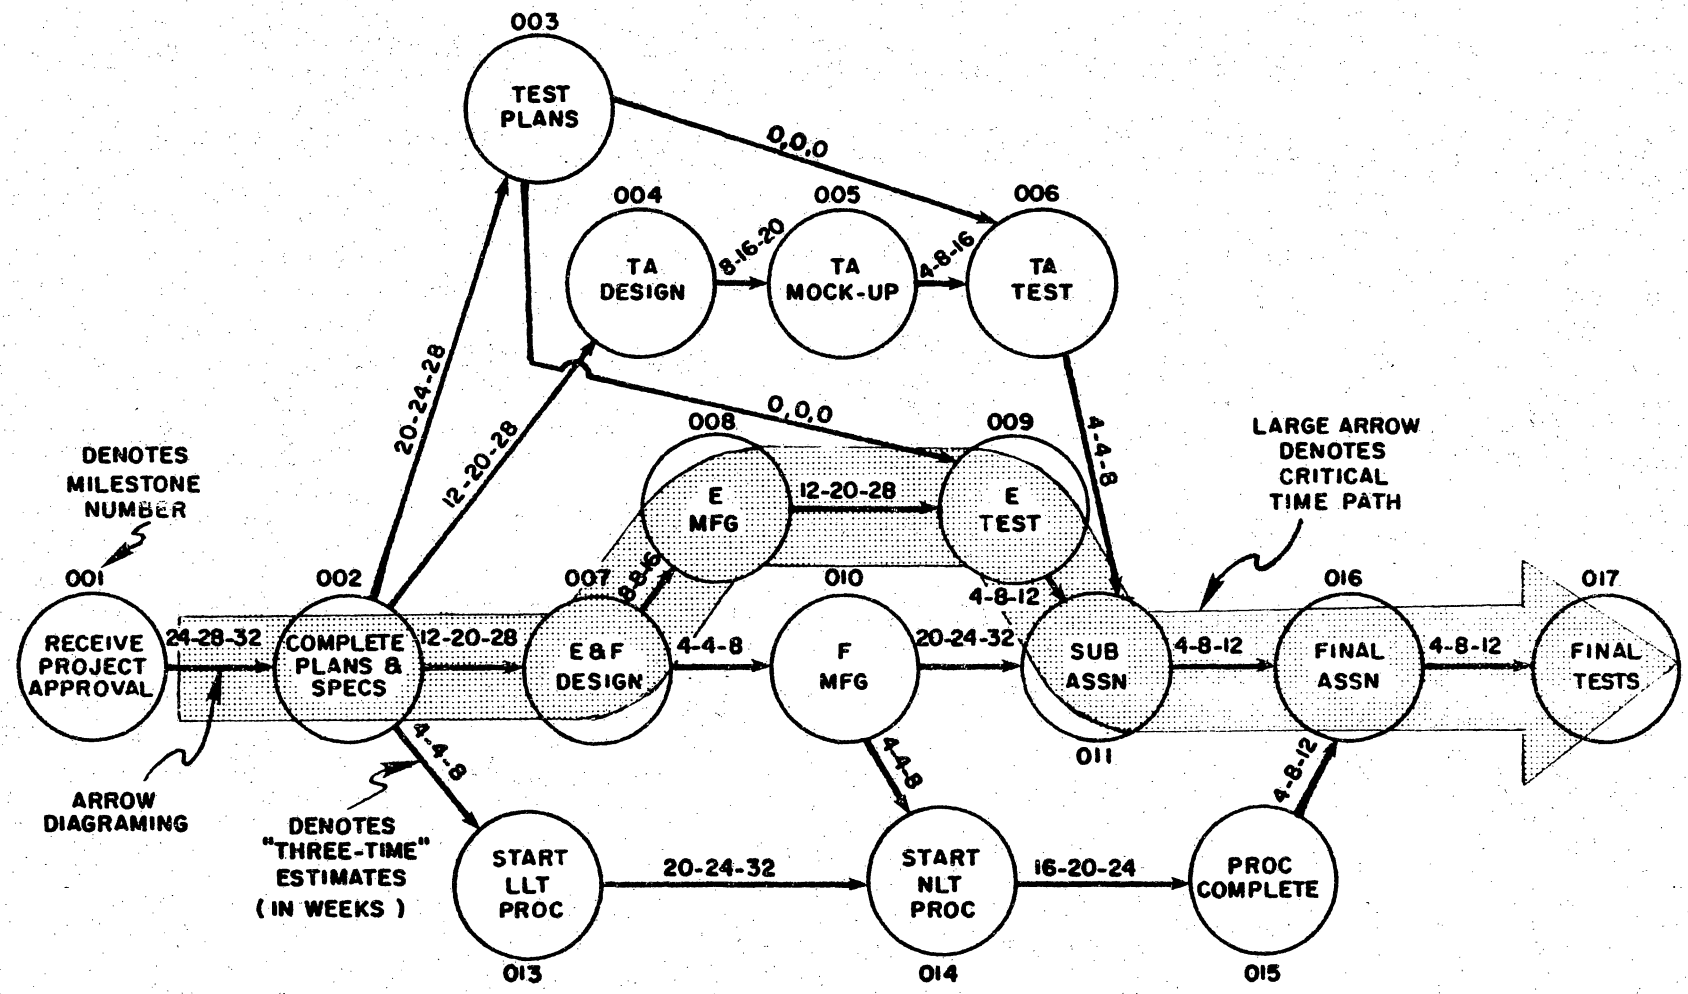 003
TEST
PLANS
0,0,0
004
TA
DESIGN
8-16-20
005
TA
MOCK-UP
4-8-16
006
TA
TEST
20-24-28
12-20-28
0,0,0
4-4-8
DENOTES
MILESTONE
NUMBER
LARGE ARROW
DENOTES
CRITICAL
TIME PATH
008
E
MFG
12-20-28
009
E
TEST
001
RECEIVE
PROJECT
APPROVAL
24-28-32
002
COMPLETE
PLANS &
SPECS
12-20-28
007
E&F
DESIGN
8-8-16
4-4-8
010
F
MFG
20-24-32
4-8-12
SUB
ASSN
011
4-8-12
016
FINAL
ASSN
4-8-12
017
FINAL
TESTS
ARROW
DIAGRAMING
4-4-8
DENOTES
"THREE-TIME"
ESTIMATES
(IN WEEKS)
START
LLT
PROC
013
20-24-32
4-4-8
START
NLT
PROC
014
16-20-24
PROC
COMPLETE
015
4-8-12